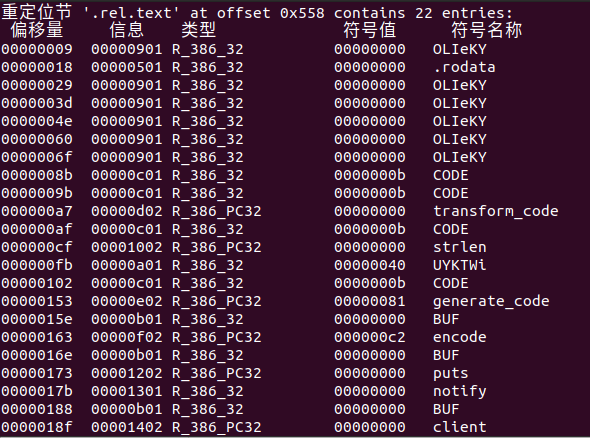 重定位节 '.rel.text' at offset 0x558 contains 22 entries:
 偏移量     信息    类型              符号值      符号名称
00000009  00000901 R_386_32          00000000   OLIeKY
00000018  00000501 R_386_32          00000000   .rodata
00000029  00000901 R_386_32          00000000   OLIeKY
0000003d  00000901 R_386_32          00000000   OLIeKY
0000004e  00000901 R_386_32          00000000   OLIeKY
00000060  00000901 R_386_32          00000000   OLIeKY
0000006f  00000901 R_386_32          00000000   OLIeKY
0000008b  00000c01 R_386_32          0000000b   CODE
0000009b  00000c01 R_386_32          0000000b   CODE
000000a7  00000d02 R_386_PC32        00000000   transform_code
000000af  00000c01 R_386_32          0000000b   CODE
000000cf  00001002 R_386_PC32        00000000   strlen
000000fb  00000a01 R_386_32          00000040   UYKTWi
00000102  00000c01 R_386_32          0000000b   CODE
00000153  00000e02 R_386_PC32        00000081   generate_code
0000015e  00000b01 R_386_32          00000000   BUF
00000163  00000f02 R_386_PC32        000000c2   encode
0000016e  00000b01 R_386_32          00000000   BUF
00000173  00001202 R_386_PC32        00000000   puts
0000017b  00001301 R_386_32          00000000   notify
00000188  00000b01 R_386_32          00000000   BUF
0000018f  00001402 R_386_PC32        00000000   client